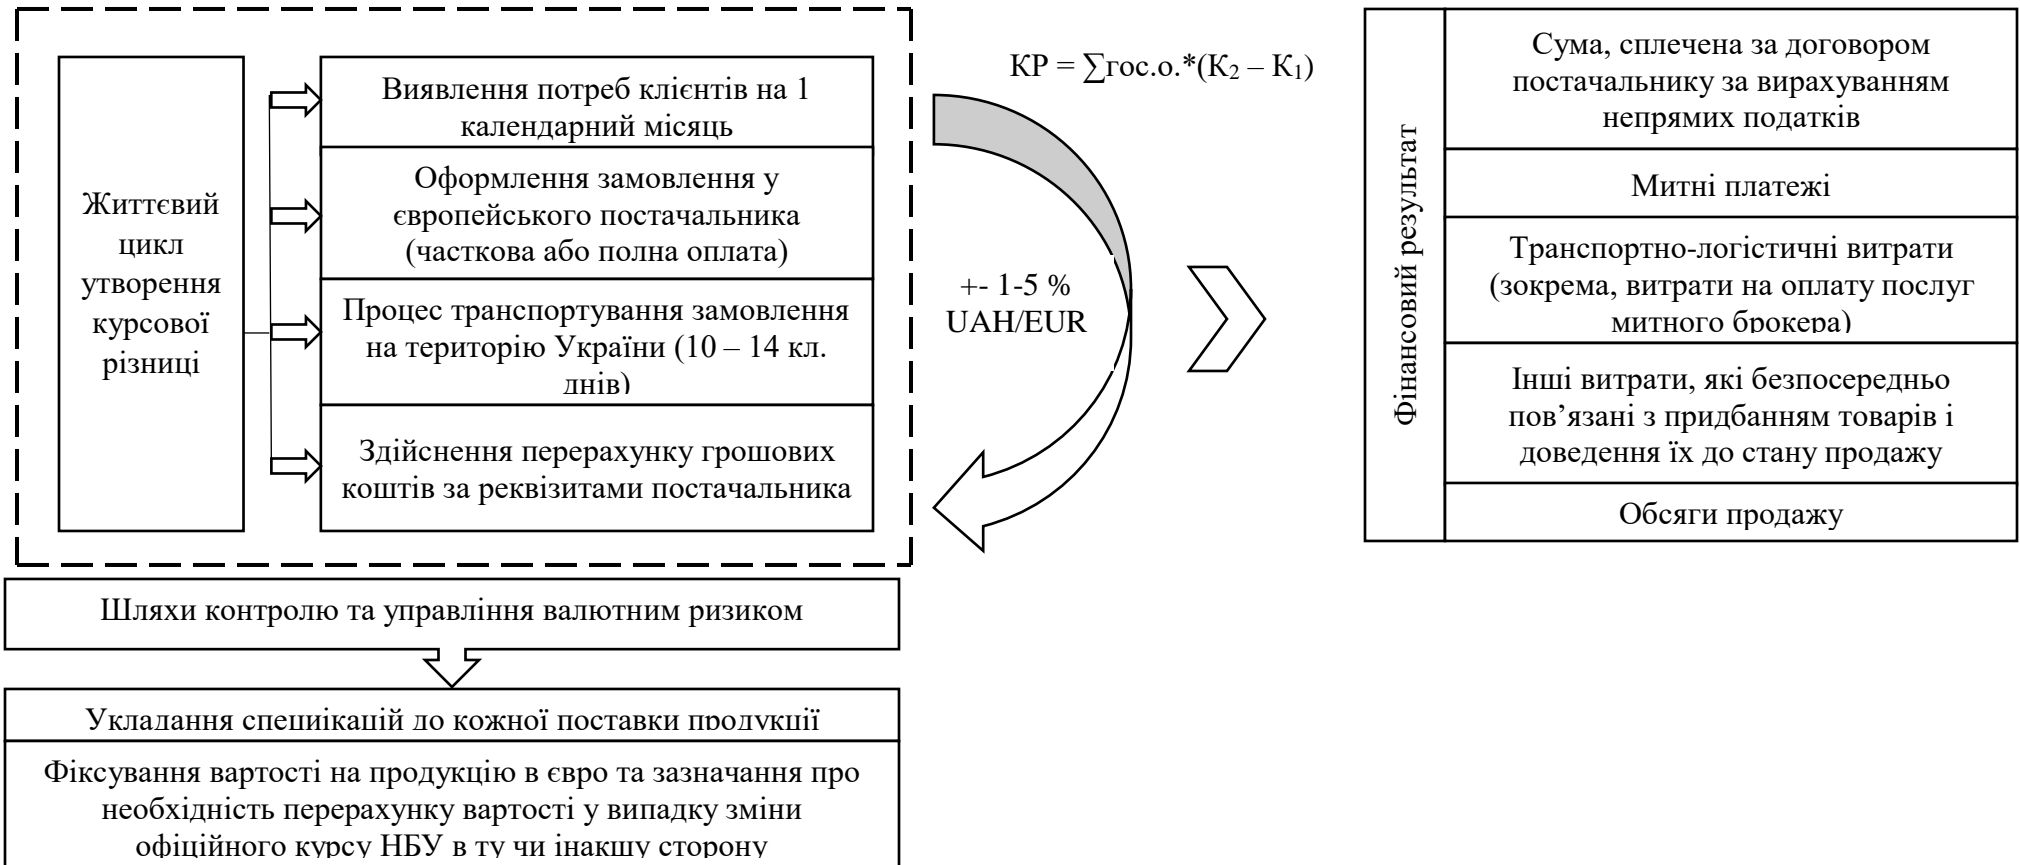 Життєвий
цикл
утворення
курсової
різниці
Виявлення потреб клієнтів на 1
календарний місяць
Оформлення замовлення у
європейського постачальника
(часткова або полна оплата)
Процес транспортування замовлення
на територію України (10 – 14 кл.
днів)
Здійснення перерахунку грошових
коштів за реквізитами постачальника
КР = ∑гос.о.*(К₂ – К₁)
+- 1-5 %
UAH/EUR
Фінансовий результат
Сума, сплечена за договором
постачальнику за вирахуванням
непрямих податків
Митні платежі
Транспортно-логістичні витрати
(зокрема, витрати на оплату послуг
митного брокера)
Інші витрати, які безпосередньо
пов’язані з придбанням товарів і
доведення їх до стану продажу
Обсяги продажу
Шляхи контролю та управління валютним ризиком
Укладання специікацій до кожної поставки продукції
Фіксування вартості на продукцію в євро та зазначання про
необхідність перерахунку вартості у випадку зміни
офіційного курсу НБУ в ту чи інакшу сторону